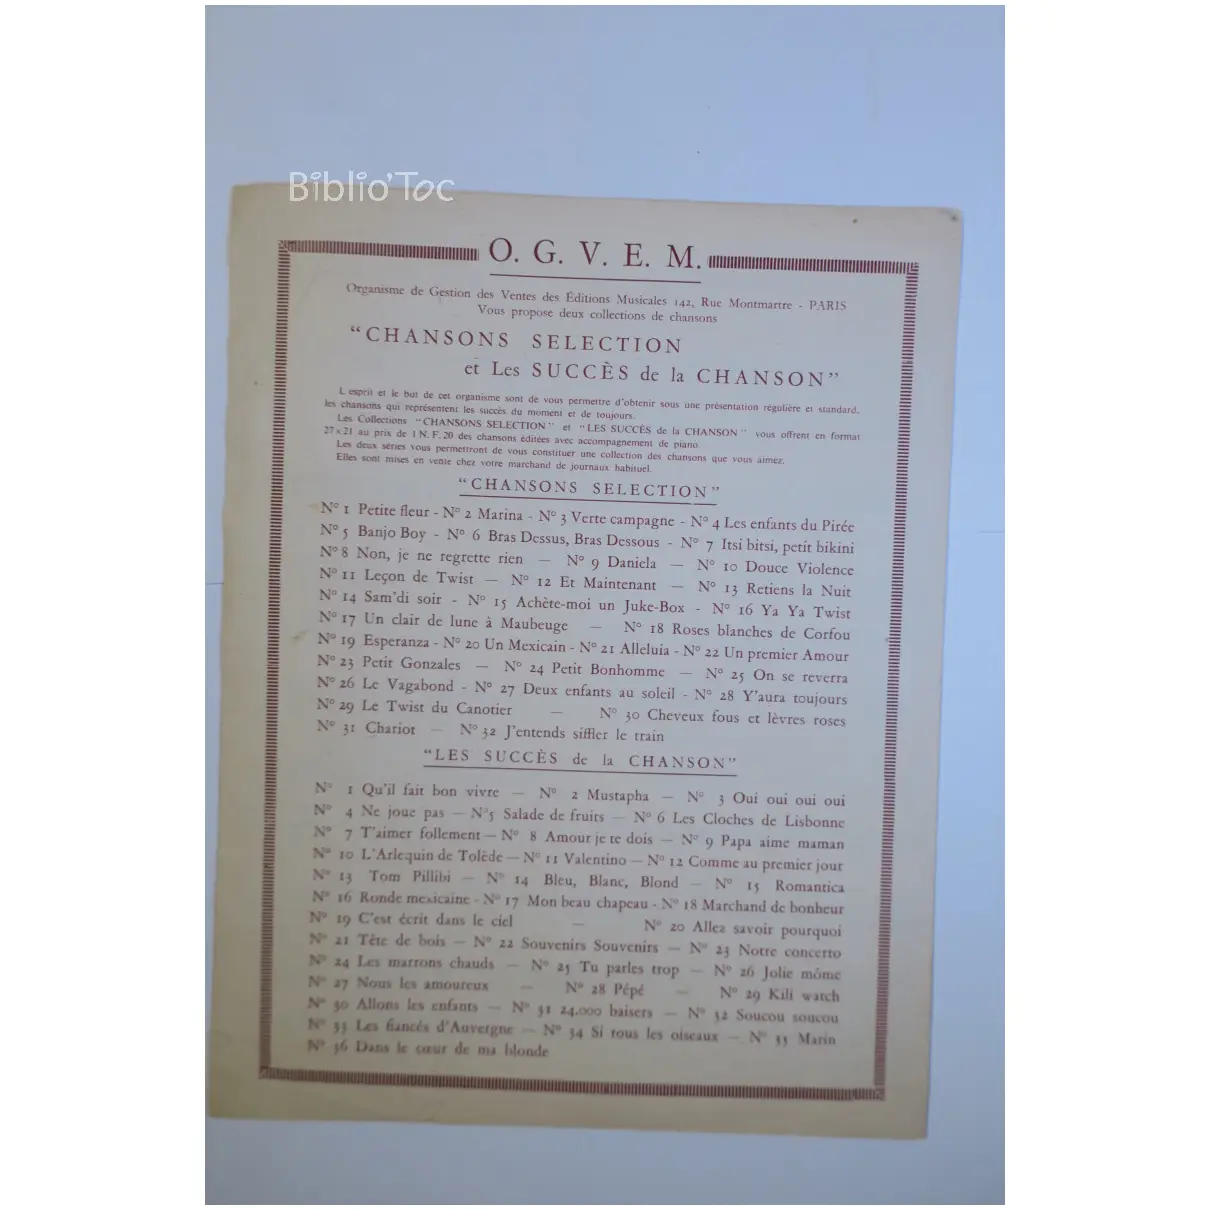 Biblio'Toc
O. G. V. E. M.
Organisme de Gestion des Ventes des Éditions Musicales 142, Rue Montmartre - PARIS
Vous propose deux collections de chansons
“CHANSONS SELECTION
et Les SUCCÈS de la CHANSON”
L esprit et le but de cet organisme sont de vous permettre d'obtenir sous une présentation régulière et standard,
les chansons qui représentent les succès du moment et de toujours.
Les Collections “CHANSONS SELECTION” et “LES SUCCÈS de la CHANSON” vous offrent en format
27×21 au prix de 1 N. F. 20 des chansons éditées avec accompagnement de piano.
Les deux séries vous permettront de vous constituer une collection des chansons que vous aimez.
Elles sont mises en vente chez votre marchand de journaux habituel.
“CHANSONS SELECTION”
N° 1 Petite fleur - N° 2 Marina - N° 3 Verte campagne - N° 4 Les enfants du Pirée
N° 5 Banjo Boy - N° 6 Bras Dessus, Bras Dessous - N° 7 Itsi bitsi, petit bikini
N° 8 Non, je ne regrette rien — N° 9 Daniela — N° 10 Douce Violence
N° 11 Leçon de Twist — N° 12 Et Maintenant — N° 13 Retiens la Nuit
N° 14 Sam'di soir - N° 15 Achète-moi un Juke-Box - N° 16 Ya Ya Twist
N° 17 Un clair de lune à Maubeuge — N° 18 Roses blanches de Corfou
N° 19 Esperanza - N° 20 Un Mexicain - N° 21 Alleluia - N° 22 Un premier Amour
N° 23 Petit Gonzales — N° 24 Petit Bonhomme — N° 25 On se reverra
N° 26 Le Vagabond - N° 27 Deux enfants au soleil - N° 28 Y'aura toujours
N° 29 Le Twist du Canotier — N° 30 Cheveux fous et lèvres roses
N° 31 Chariot — N° 32 J'entends siffler le train
“LES SUCCÈS de la CHANSON”
N° 1 Qu'il fait bon vivre — N° 2 Mustapha — N° 3 Oui oui oui oui
N° 4 Ne joue pas — N°5 Salade de fruits — N° 6 Les Cloches de Lisbonne
N° 7 T'aimer follement — N° 8 Amour je te dois — N° 9 Papa aime maman
N° 10 L'Arlequin de Tolède — N° 11 Valentino — N° 12 Comme au premier jour
N° 13 Tom Pillibi — N° 14 Bleu, Blanc, Blond — N° 15 Romantica
N° 16 Ronde mexicaine - N° 17 Mon beau chapeau - N° 18 Marchand de bonheur
N° 19 C'est écrit dans le ciel — N° 20 Allez savoir pourquoi
N° 21 Tête de bois — N° 22 Souvenirs Souvenirs — N° 23 Notre concerto
N° 24 Les marrons chauds — N° 25 Tu parles trop — N° 26 Jolie môme
N° 27 Nous les amoureux — N° 28 Pépé — N° 29 Kili watch
N° 30 Allons les enfants — N° 31 24.000 baisers — N° 32 Soucou soucou
N° 33 Les fiancés d'Auvergne — N° 34 Si tous les oiseaux — N° 35 Marin
N° 36 Dans le cœur de ma blonde